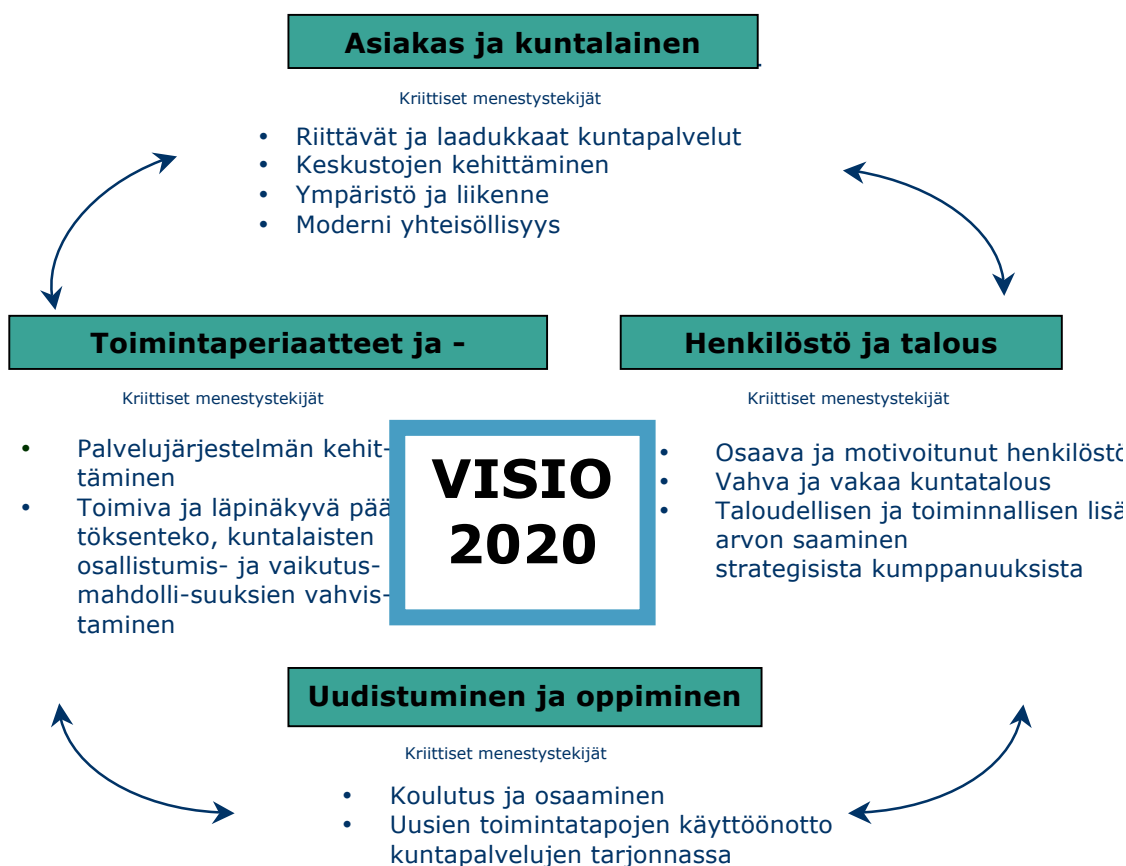 Asiakas ja kuntalainen
Kriittiset menestystekijät
• Riittävät ja laadukkaat kuntapalvelut
• Keskustojen kehittäminen
• Ympäristö ja liikenne
• Moderni yhteisöllisyys
Toimintaperiaatteet ja -
Kriittiset menestystekijät
• Palvelujärjestelmän kehit-
täminen
• Toimiva ja läpinäkyvä pää
töksenteko, kuntalaisten
osallistumis- ja vaikutus-
mahdolli-suuksien vahvis-
taminen
VISIO
2020
Henkilöstö ja talous
Kriittiset menestystekijät
• Osaava ja motivoitunut henkilöstö
• Vahva ja vakaa kuntatalous
• Taloudellisen ja toiminnallisen lisä
arvon saaminen
strategisista kumppanuuksista
Uudistuminen ja oppiminen
Kriittiset menestystekijät
• Koulutus ja osaaminen
• Uusien toimintatapojen käyttöönotto
kuntapalvelujen tarjonnassa